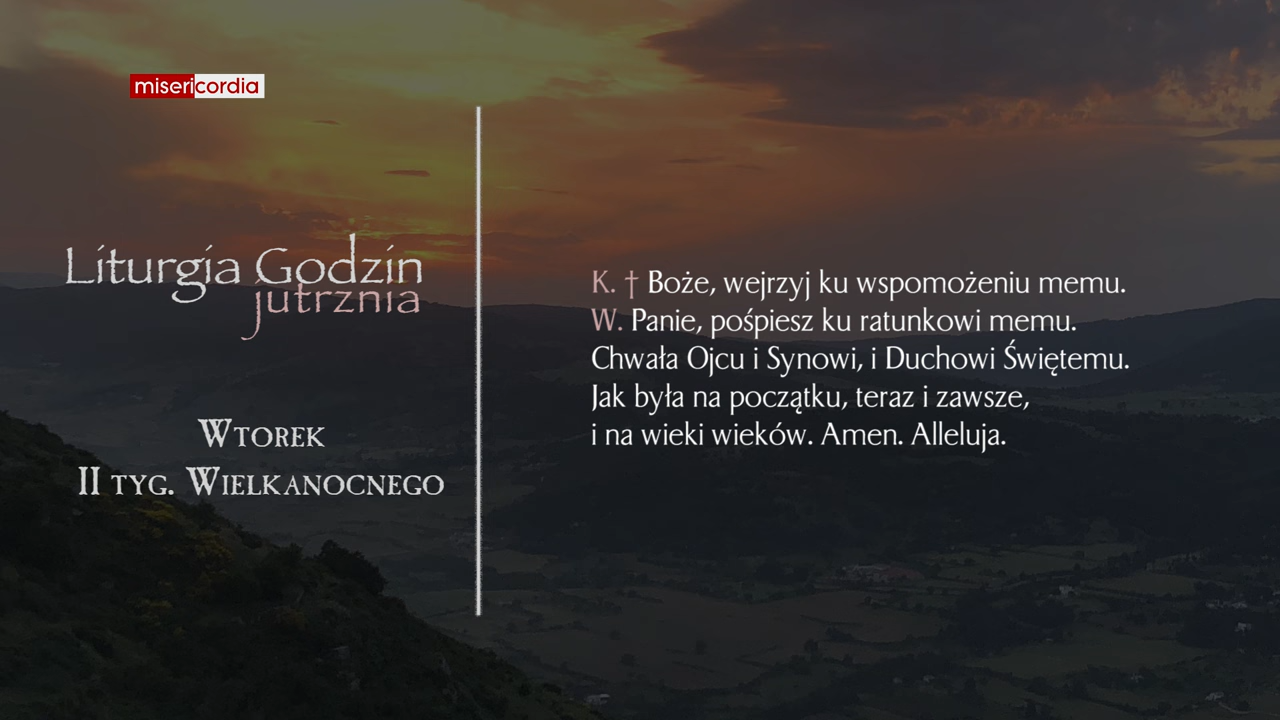 misericordia
Liturgia Godzin
jutrznia
Wtorek
II tyg. Wielkanocnego
K. † Boże, wejrzyj ku wspomożeniu memu.
W. Panie, pośpiesz ku ratunkowi memu.
Chwała Ojcu i Synowi, i Duchowi Świętemu.
Jak była na początku, teraz i zawsze,
i na wieki wieków. Amen. Alleluja.